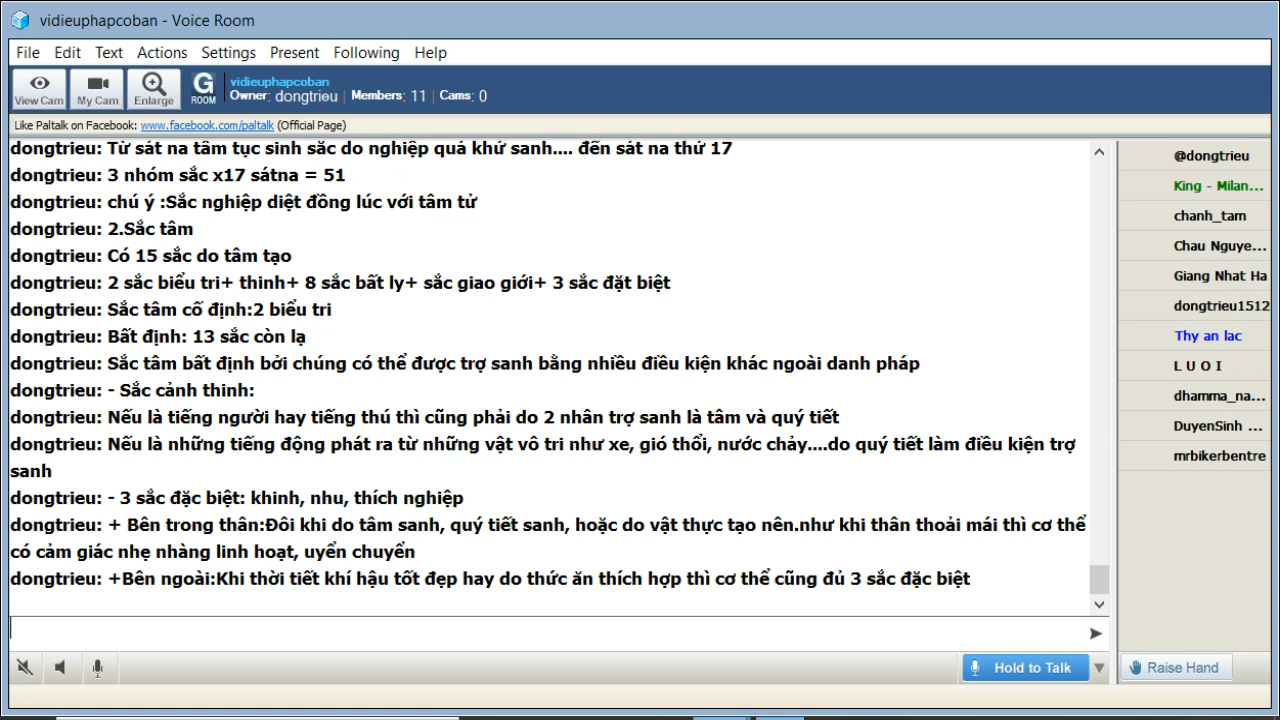 vidieuphapcoban - Voice Room
File Edit Text Actions Settings Present Following Help
View Cam My Cam Enlarge G ROOM
vidieuphapcoban
Owner: dongtrieu | Members: 11 | Cams: 0
Like Paltalk on Facebook: www.facebook.com/paltalk (Official Page)
dongtrieu: Từ sát na tâm tục sinh sắc do nghiệp quá khứ sanh.... đến sát na thứ 17
dongtrieu: 3 nhóm sắc x17 sátna = 51
dongtrieu: chú ý :Sắc nghiệp diệt đồng lúc với tâm tử
dongtrieu: 2.Sắc tâm
dongtrieu: Có 15 sắc do tâm tạo
dongtrieu: 2 sắc biểu tri+ thinh+ 8 sắc bất ly+ sắc giao giới+ 3 sắc đặt biệt
dongtrieu: Sắc tâm cố định:2 biểu tri
dongtrieu: Bất định: 13 sắc còn lạ
dongtrieu: Sắc tâm bất định bởi chúng có thể được trợ sanh bằng nhiều điều kiện khác ngoài danh pháp
dongtrieu: - Sắc cảnh thinh:
dongtrieu: Nếu là tiếng người hay tiếng thú thì cũng phải do 2 nhân trợ sanh là tâm và quý tiết
dongtrieu: Nếu là những tiếng động phát ra từ những vật vô tri như xe, gió thổi, nước chảy....do quý tiết làm điều kiện trợ
sanh
dongtrieu: - 3 sắc đặc biệt: khinh, nhu, thích nghiệp
dongtrieu: + Bên trong thân:Đôi khi do tâm sanh, quý tiết sanh, hoặc do vật thực tạo nên.như khi thân thoải mái thì cơ thể
có cảm giác nhẹ nhàng linh hoạt, uyển chuyển
dongtrieu: +Bên ngoài:Khi thời tiết khí hậu tốt đẹp hay do thức ăn thích hợp thì cơ thể cũng đủ 3 sắc đặc biệt
@dongtrieu
King - Milan...
chanh_tam
Chau Nguye...
Giang Nhat Ha
dongtrieu1512
Thy an lac
L U O I
dhamma_na...
DuyenSinh ...
mrbikerbentre
Hold to Talk
Raise Hand